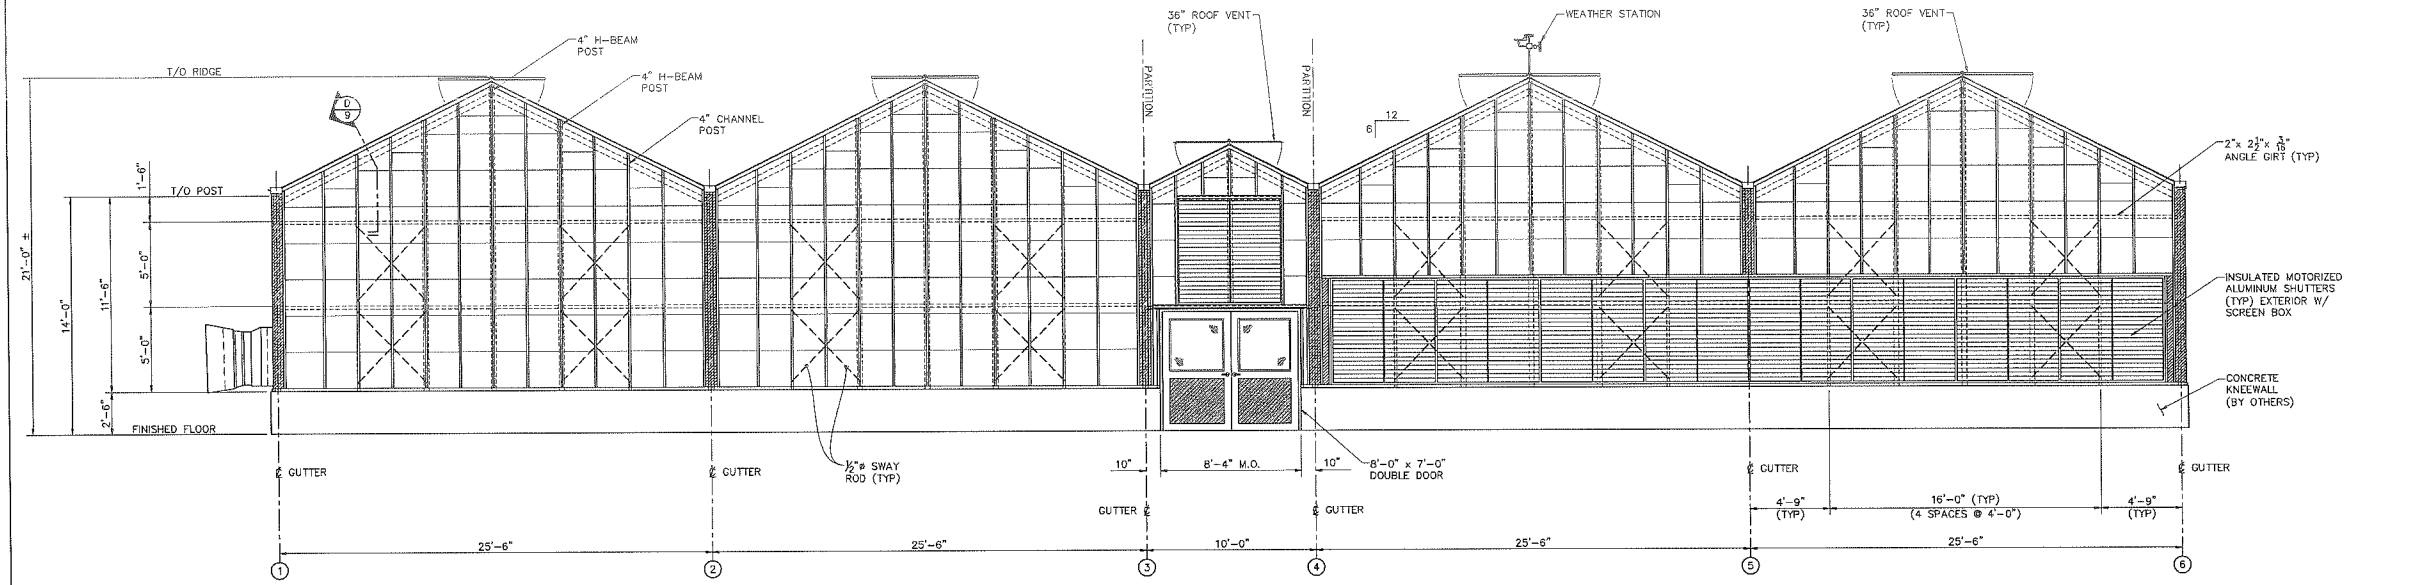 36" ROOF VENT
(TYP)
WEATHER STATION
36" ROOF VENT
(TYP)
4" H-BEAM
POST
T/O RIDGE
4" H-BEAM
POST
PARTITION
PARTITION
D
9
4" CHANNEL
POST
12
6
2"x 2 1/2"x 3/16"
ANGLE GIRT (TYP)
1'-6"
T/O POST
21'-0" ±
14'-0"
11'-6"
5'-0"
5'-0"
2'-6"
INSULATED MOTORIZED
ALUMINUM SHUTTERS
(TYP) EXTERIOR W/
SCREEN BOX
CONCRETE
KNEEWALL
(BY OTHERS)
FINISHED FLOOR
℄ GUTTER
℄ GUTTER
1/2"ø SWAY
ROD (TYP)
10"
8'-4" M.O.
10"
8'-0" x 7'-0"
DOUBLE DOOR
℄ GUTTER
℄ GUTTER
GUTTER ℄
℄ GUTTER
4'-9"
(TYP)
16'-0" (TYP)
(4 SPACES @ 4'-0")
4'-9"
(TYP)
25'-6"
25'-6"
10'-0"
25'-6"
25'-6"
1
2
3
4
5
6